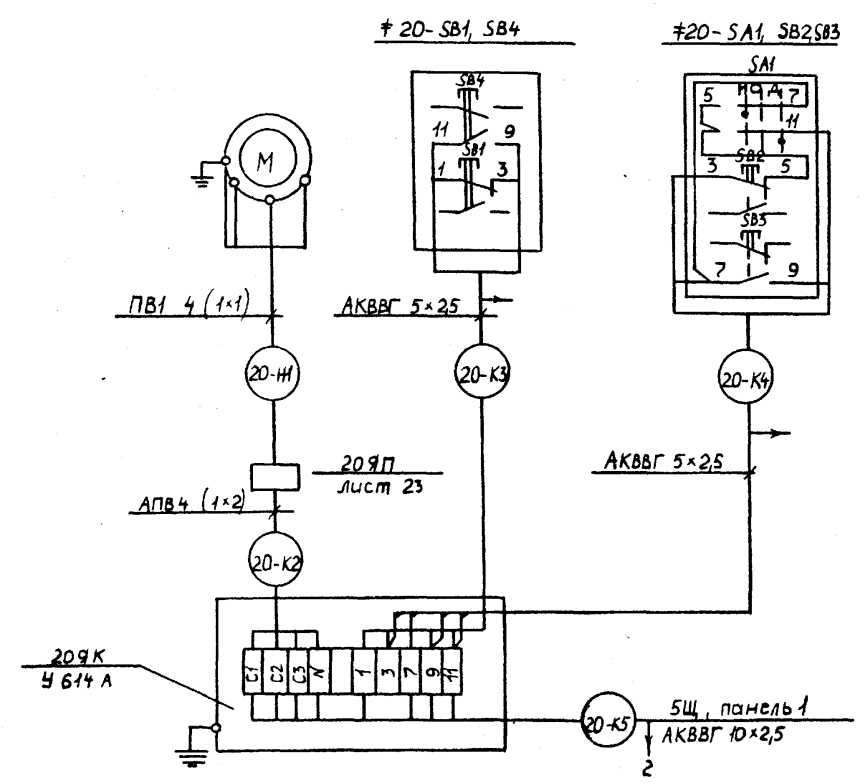 ≠ 20-SB1, SB4
≠20-SA1, SB2,SB3
SA1
SB4
П О Д
5 7
11
11 9
SB1
1 3
М
SB2
3 5
SB3
7 9
ПВ1 4 (1×1)
АКВВГ 5×2,5
20-Н1
20-К3
20-К4
20ЯП
лист 23
АКВВГ 5×2,5
АПВ4 (1×2)
20-К2
20ЯК
У614А
С1 С2 С3 N 1 3 7 9 11
20-К5
5Щ, панель 1
АКВВГ 10×2,5
2